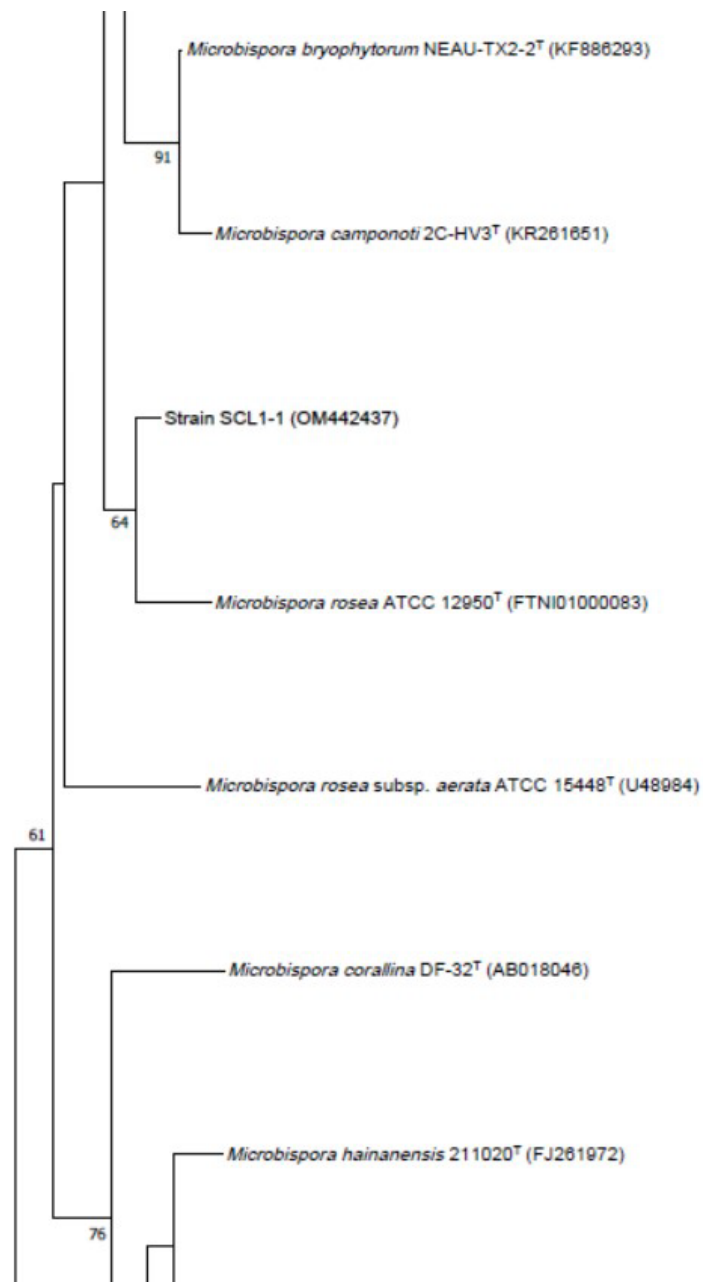 Microbispora bryophytorum NEAU-TX2-2ᵀ (KF886293)
91
Microbispora camponoti 2C-HV3ᵀ (KR261651)
Strain SCL1-1 (OM442437)
64
Microbispora rosea ATCC 12950ᵀ (FTNI01000083)
Microbispora rosea subsp. aerata ATCC 15448ᵀ (U48984)
61
Microbispora corallina DF-32ᵀ (AB018046)
Microbispora hainanensis 211020ᵀ (FJ261972)
76